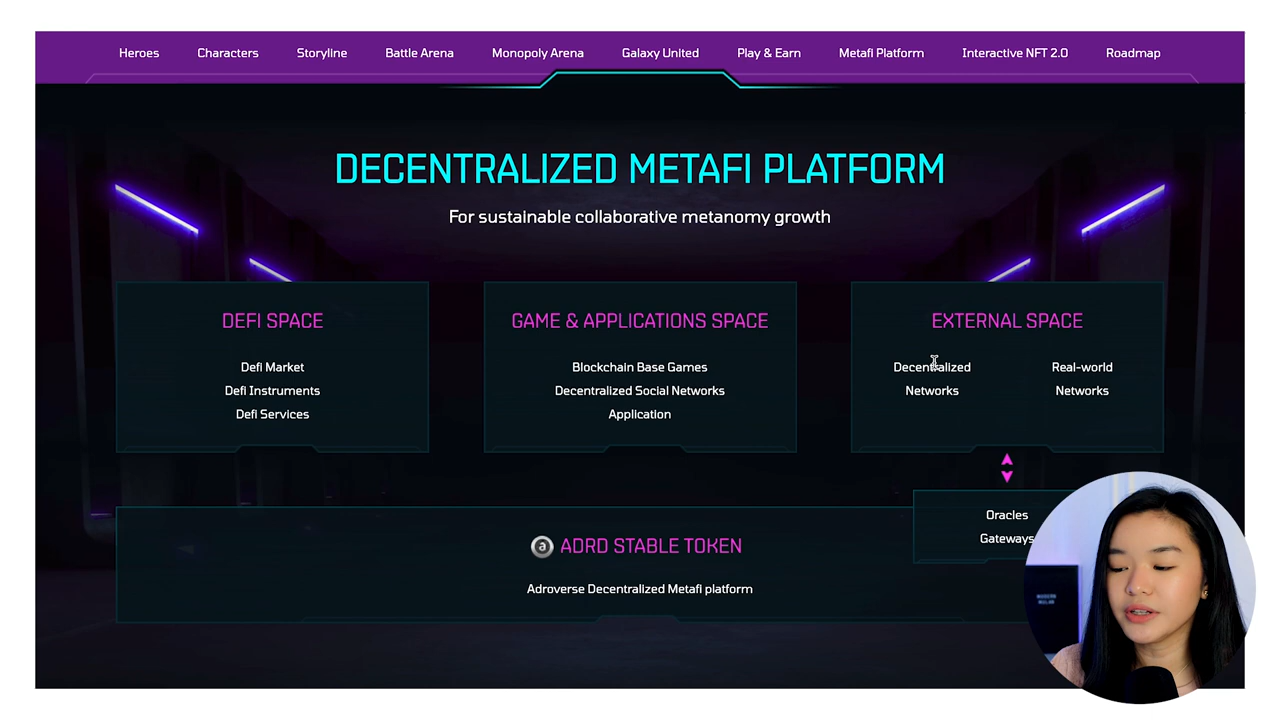 Heroes Characters Storyline Battle Arena Monopoly Arena Galaxy United Play & Earn Metafi Platform Interactive NFT 2.0 Roadmap
DECENTRALIZED METAFI PLATFORM
For sustainable collaborative metanomy growth
DEFI SPACE
Defi Market
Defi Instruments
Defi Services
GAME & APPLICATIONS SPACE
Blockchain Base Games
Decentralized Social Networks
Application
EXTERNAL SPACE
Decentralized
Networks
Real-world
Networks
Oracles
Gateways
a ADRD STABLE TOKEN
Adroverse Decentralized Metafi platform
MODERN
MULAN